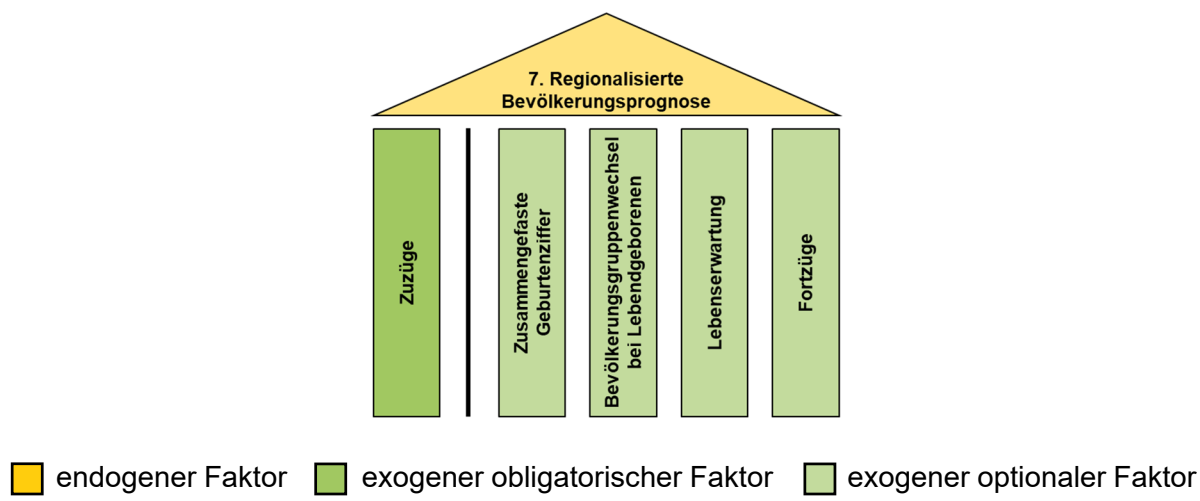 7. Regionalisierte
Bevölkerungsprognose
Zuzüge
Zusammengefaste
Geburtenziffer
Bevölkerungsgruppenwechsel
bei Lebendgeborenen
Lebenserwartung
Fortzüge
endogener Faktor
exogener obligatorischer Faktor
exogener optionaler Faktor